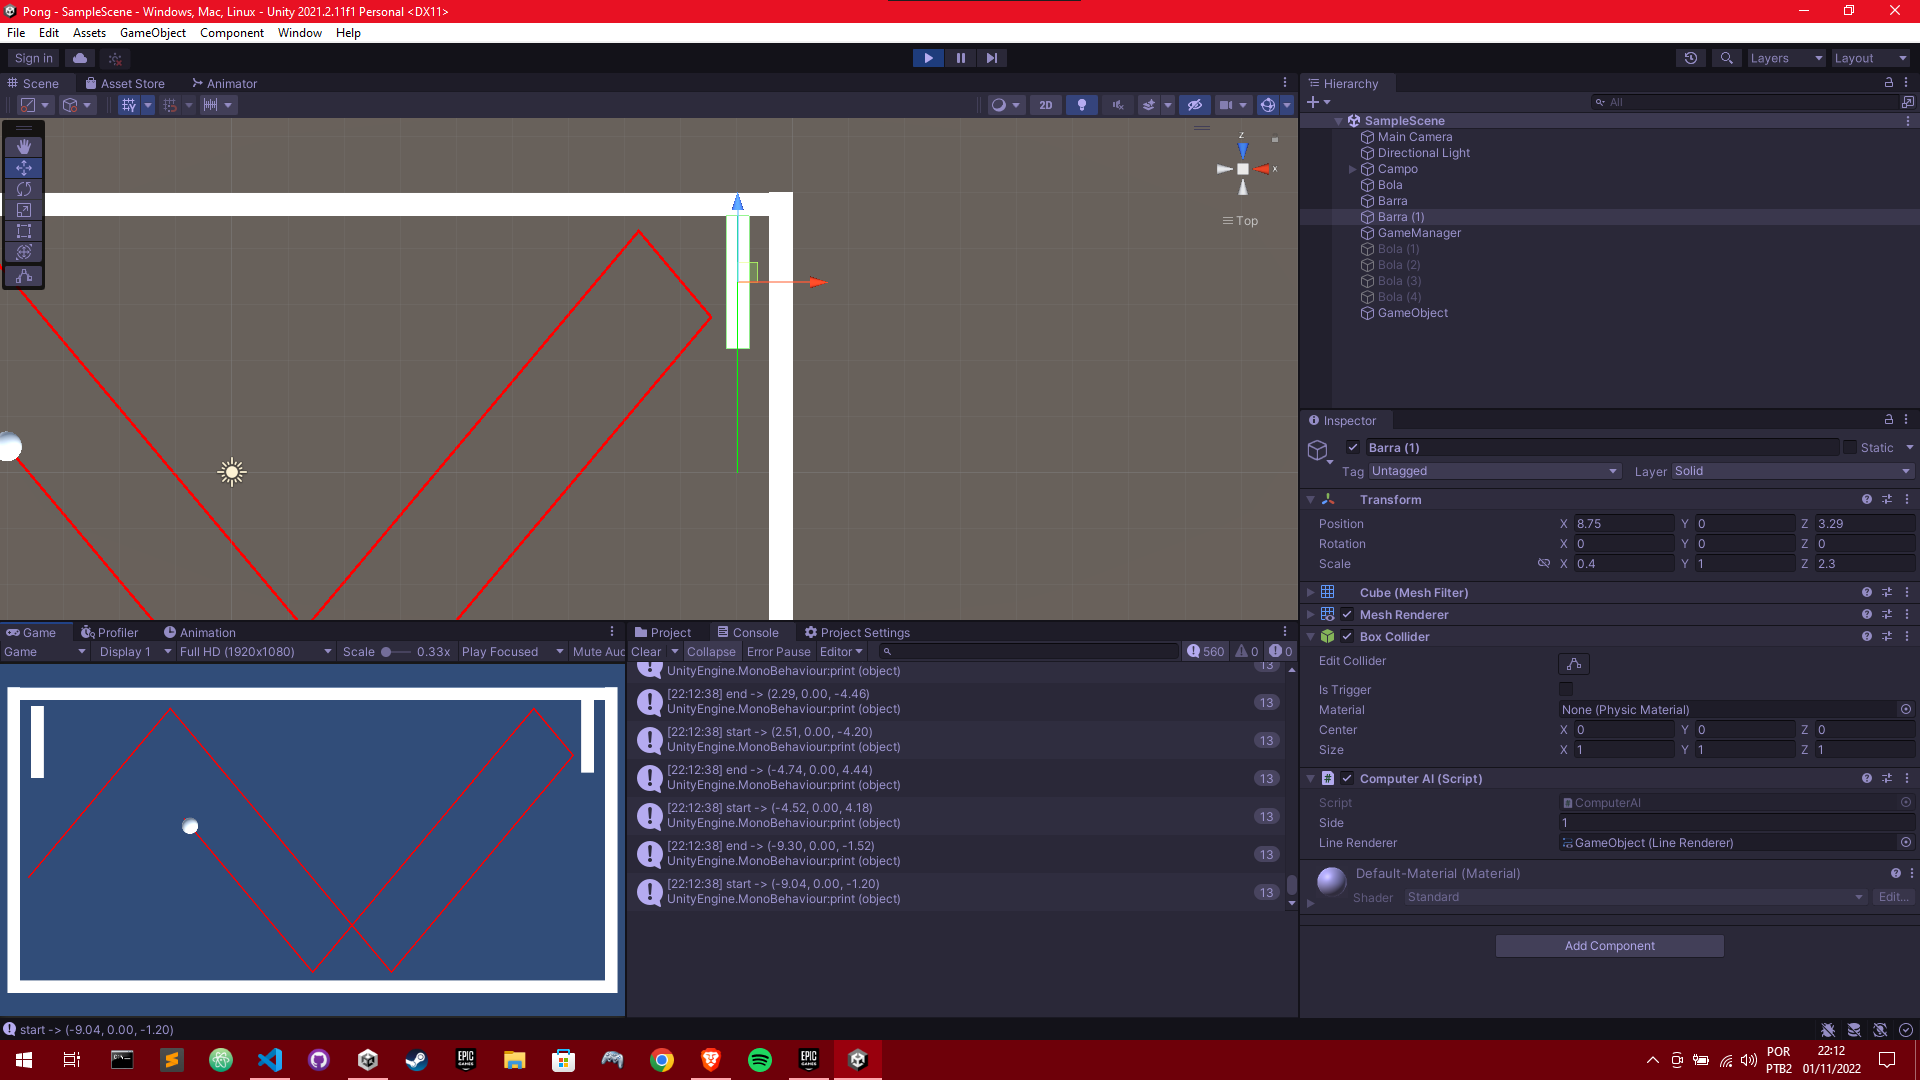 Pong - SampleScene - Windows, Mac, Linux - Unity 2021.2.11f1 Personal <DX11>
File Edit Assets GameObject Component Window Help
Sign in
Layers
Layout
Scene
Asset Store
Animator
2D
z
x
Top
Hierarchy
All
SampleScene
Main Camera
Directional Light
Campo
Bola
Barra
Barra (1)
GameManager
Bola (1)
Bola (2)
Bola (3)
Bola (4)
GameObject
Inspector
Barra (1)
Static
Tag Untagged Layer Solid
Transform
Position X 8.75 Y 0 Z 3.29
Rotation X 0 Y 0 Z 0
Scale X 0.4 Y 1 Z 2.3
Cube (Mesh Filter)
Mesh Renderer
Box Collider
Edit Collider
Is Trigger
Material None (Physic Material)
Center X 0 Y 0 Z 0
Size X 1 Y 1 Z 1
Computer AI (Script)
Script ComputerAI
Side 1
Line Renderer GameObject (Line Renderer)
Default-Material (Material)
Shader Standard Edit...
Add Component
Game
Profiler
Animation
Game Display 1 Full HD (1920x1080) Scale 0.33x Play Focused Mute Aud
Project
Console
Project Settings
Clear Collapse Error Pause Editor 560 0 0
UnityEngine.MonoBehaviour:print (object) 13
[22:12:38] end -> (2.29, 0.00, -4.46)
UnityEngine.MonoBehaviour:print (object) 13
[22:12:38] start -> (2.51, 0.00, -4.20)
UnityEngine.MonoBehaviour:print (object) 13
[22:12:38] end -> (-4.74, 0.00, 4.44)
UnityEngine.MonoBehaviour:print (object) 13
[22:12:38] start -> (-4.52, 0.00, 4.18)
UnityEngine.MonoBehaviour:print (object) 13
[22:12:38] end -> (-9.30, 0.00, -1.52)
UnityEngine.MonoBehaviour:print (object) 13
[22:12:38] start -> (-9.04, 0.00, -1.20)
UnityEngine.MonoBehaviour:print (object) 13
start -> (-9.04, 0.00, -1.20)
EPIC GAMES
EPIC GAMES
POR
PTB2
22:12
01/11/2022